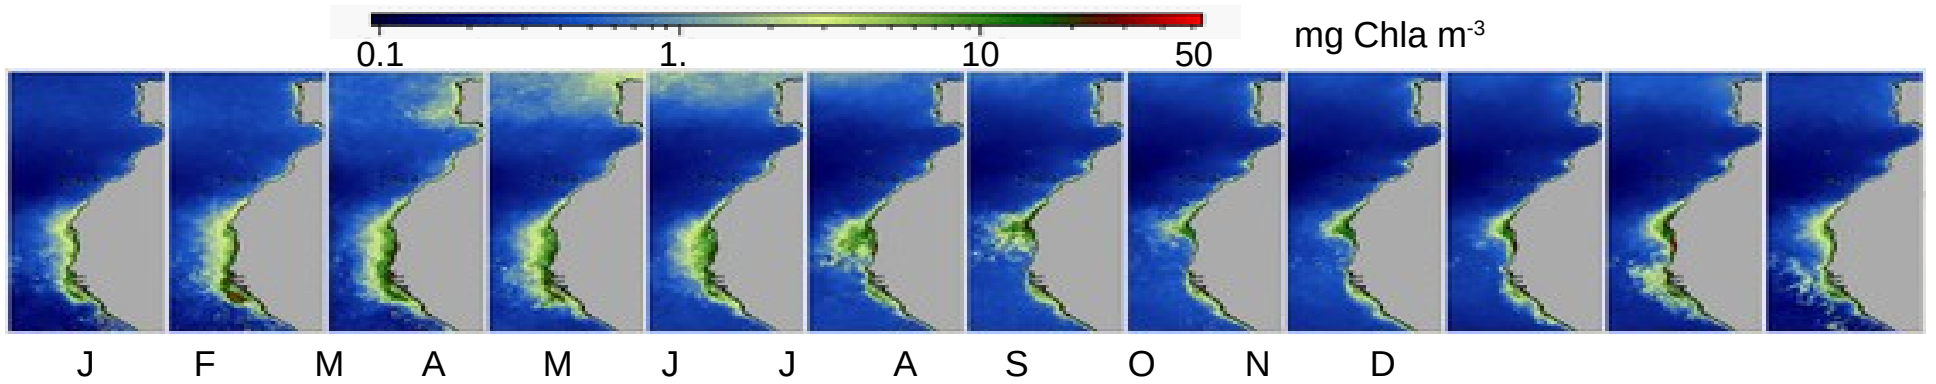 0.1 1. 10 50
mg Chla m-3
J F M A M J J A S O N D